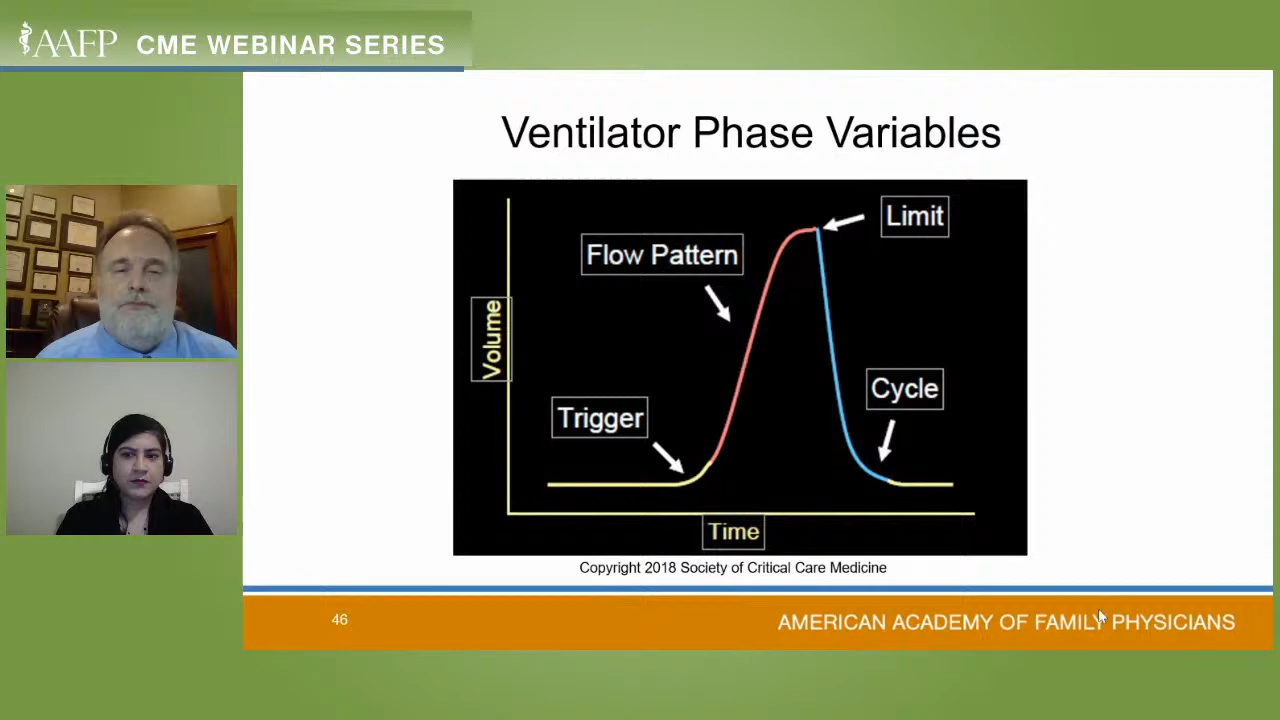 AAFP CME WEBINAR SERIES
Ventilator Phase Variables
Limit
Flow Pattern
Volume
Cycle
Trigger
Time
Copyright 2018 Society of Critical Care Medicine
46
AMERICAN ACADEMY OF FAMILY PHYSICIANS